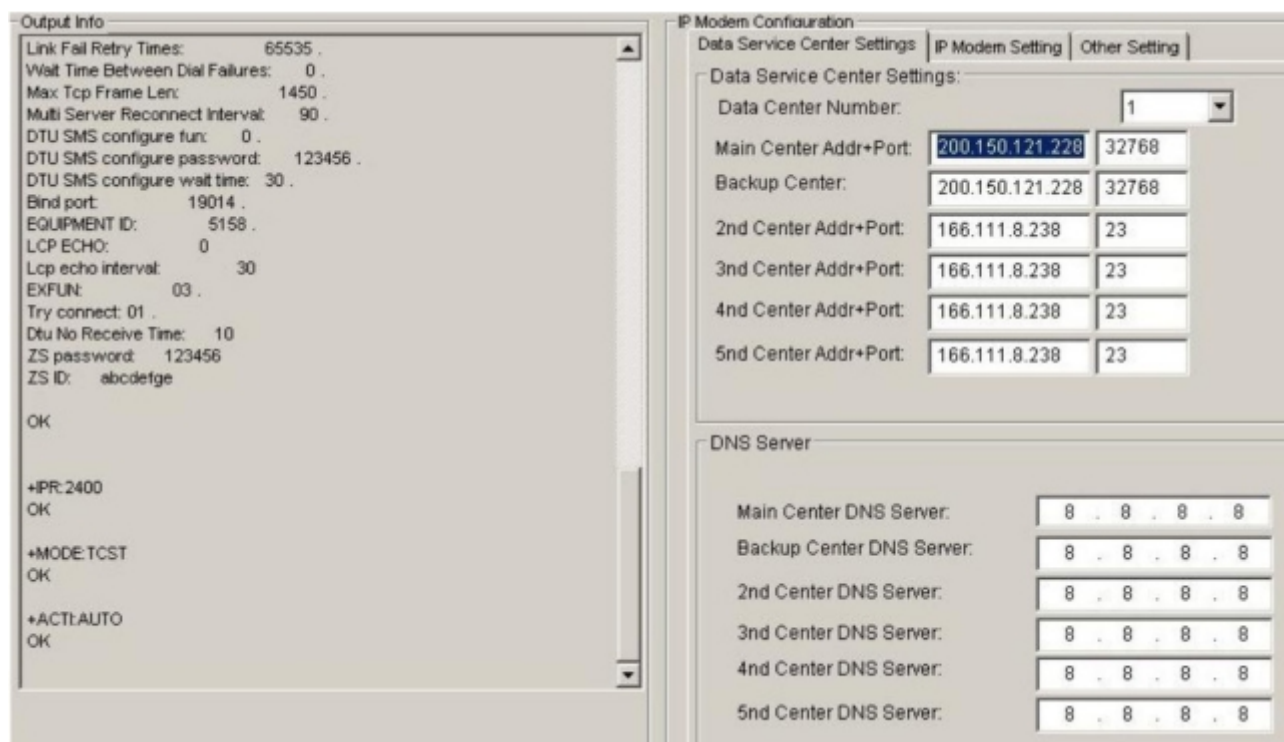 Output Info
Link Fail Retry Times: 65535 .
Wait Time Between Dial Failures: 0 .
Max Tcp Frame Len: 1450 .
Multi Server Reconnect Interval: 90 .
DTU SMS configure fun: 0 .
DTU SMS configure password: 123456 .
DTU SMS configure wait time: 30 .
Bind port: 19014 .
EQUIPMENT ID: 5158 .
LCP ECHO: 0
Lcp echo interval: 30
EXFUN: 03 .
Try connect: 01 .
Dtu No Receive Time: 10
ZS password: 123456
ZS ID: abcdefge
OK
+IPR:2400
OK
+MODE:TCST
OK
+ACTI:AUTO
OK
IP Modem Configuration
Data Service Center Settings IP Modem Setting Other Setting
Data Service Center Settings:
Data Center Number: 1
Main Center Addr+Port: 200.150.121.228 32768
Backup Center: 200.150.121.228 32768
2nd Center Addr+Port: 166.111.8.238 23
3nd Center Addr+Port: 166.111.8.238 23
4nd Center Addr+Port: 166.111.8.238 23
5nd Center Addr+Port: 166.111.8.238 23
DNS Server
Main Center DNS Server: 8 . 8 . 8 . 8
Backup Center DNS Server: 8 . 8 . 8 . 8
2nd Center DNS Server: 8 . 8 . 8 . 8
3nd Center DNS Server: 8 . 8 . 8 . 8
4nd Center DNS Server: 8 . 8 . 8 . 8
5nd Center DNS Server: 8 . 8 . 8 . 8